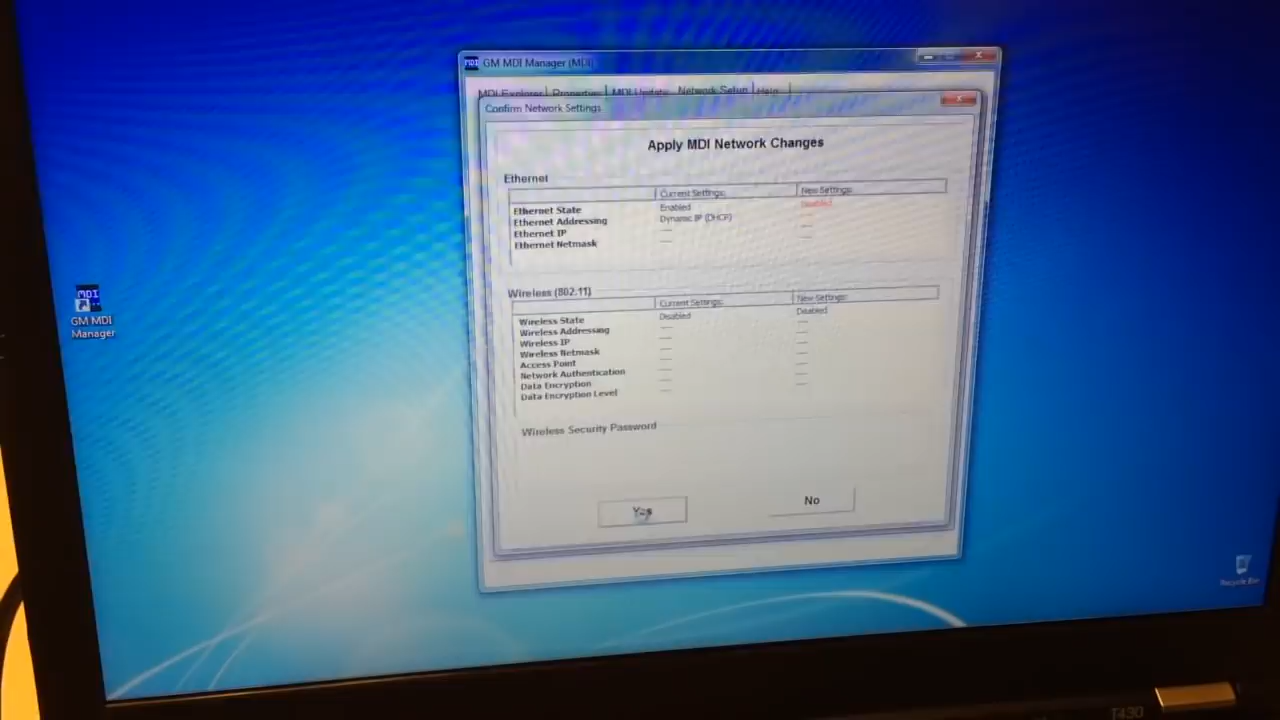 MDI GM MDI Manager (MDI)
MDI Explorer Properties MDI Update Network Setup Help
Confirm Network Settings
Apply MDI Network Changes
Ethernet
Current Settings: New Settings:
Ethernet State Enabled Disabled
Ethernet Addressing Dynamic IP (DHCP) ---
Ethernet IP --- ---
Ethernet Netmask ---
Wireless (802.11)
Current Settings: New Settings:
Wireless State Disabled Disabled
Wireless Addressing --- ---
Wireless IP --- ---
Wireless Netmask --- ---
Access Point --- ---
Network Authentication --- ---
Data Encryption --- ---
Data Encryption Level ---
Wireless Security Password
Yes No
MDI
GM MDI
Manager
Recycle Bin
T430